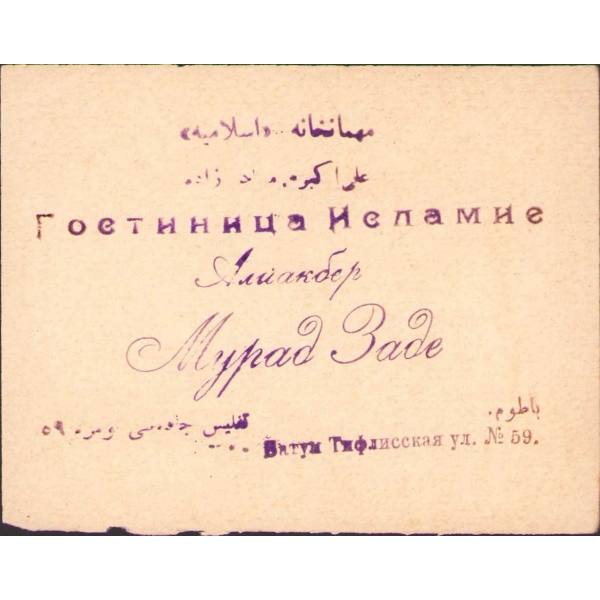 مهمانخانه «اسلامیه»
علی اکبر مراد زاده
Гостинница Исламие
Алиакбер
Мурад Заде
باطوم.
تفلیس جاده‌سی نومره ۵۹
Батум Тифлисская ул. № 59.